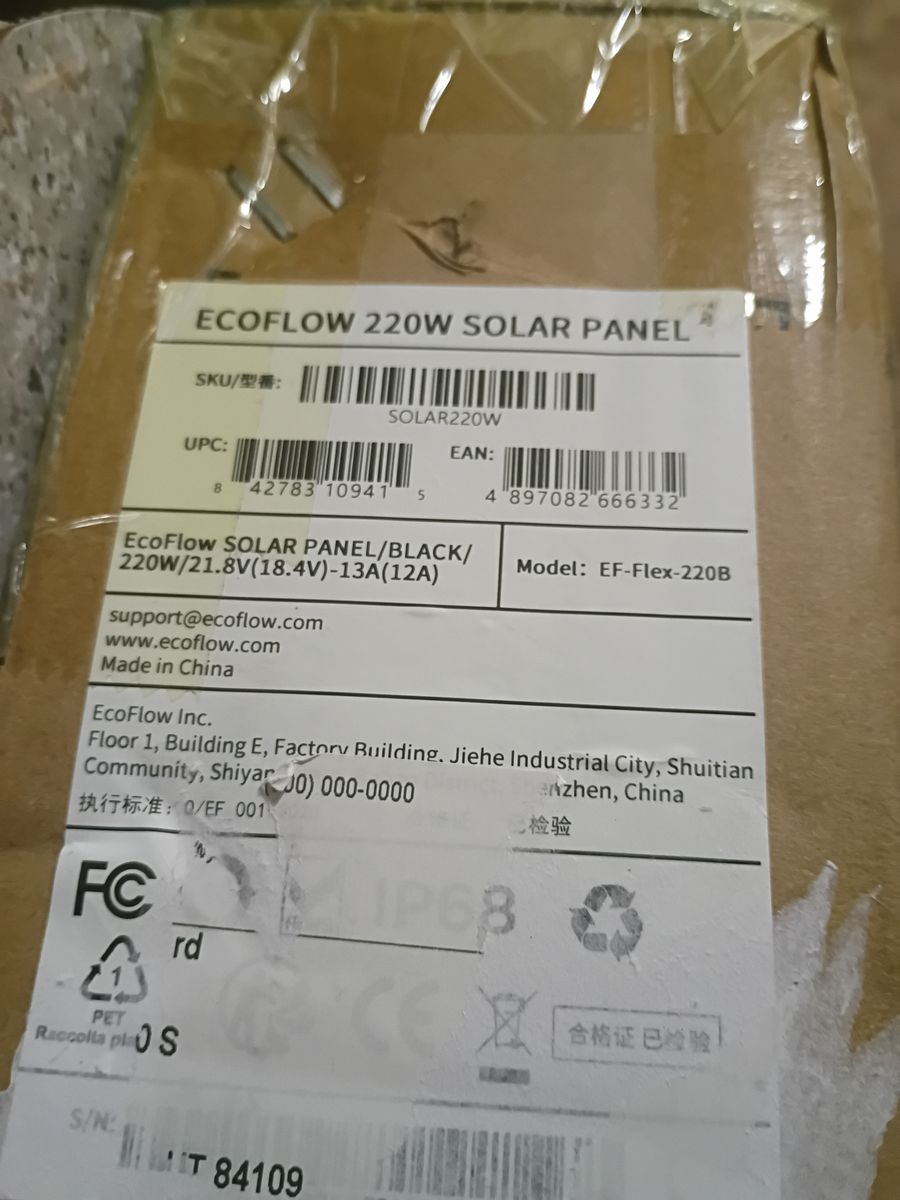 ECOFLOW 220W SOLAR PANEL
SKU/型番:
SOLAR220W
UPC:
8 42783 10941 5
EAN:
4 897082 666332
EcoFlow SOLAR PANEL/BLACK/
220W/21.8V(18.4V)-13A(12A)
Model: EF-Flex-220B
support@ecoflow.com
www.ecoflow.com
Made in China
EcoFlow Inc.
Floor 1, Building E, Factory Building, Jiehe Industrial City, Shuitian
Community, 000-0000 China
执行标准: 检验
FC
IP68
rd
1
PET
Raccolta
0 S
合格证 已检验
S/N:
84109